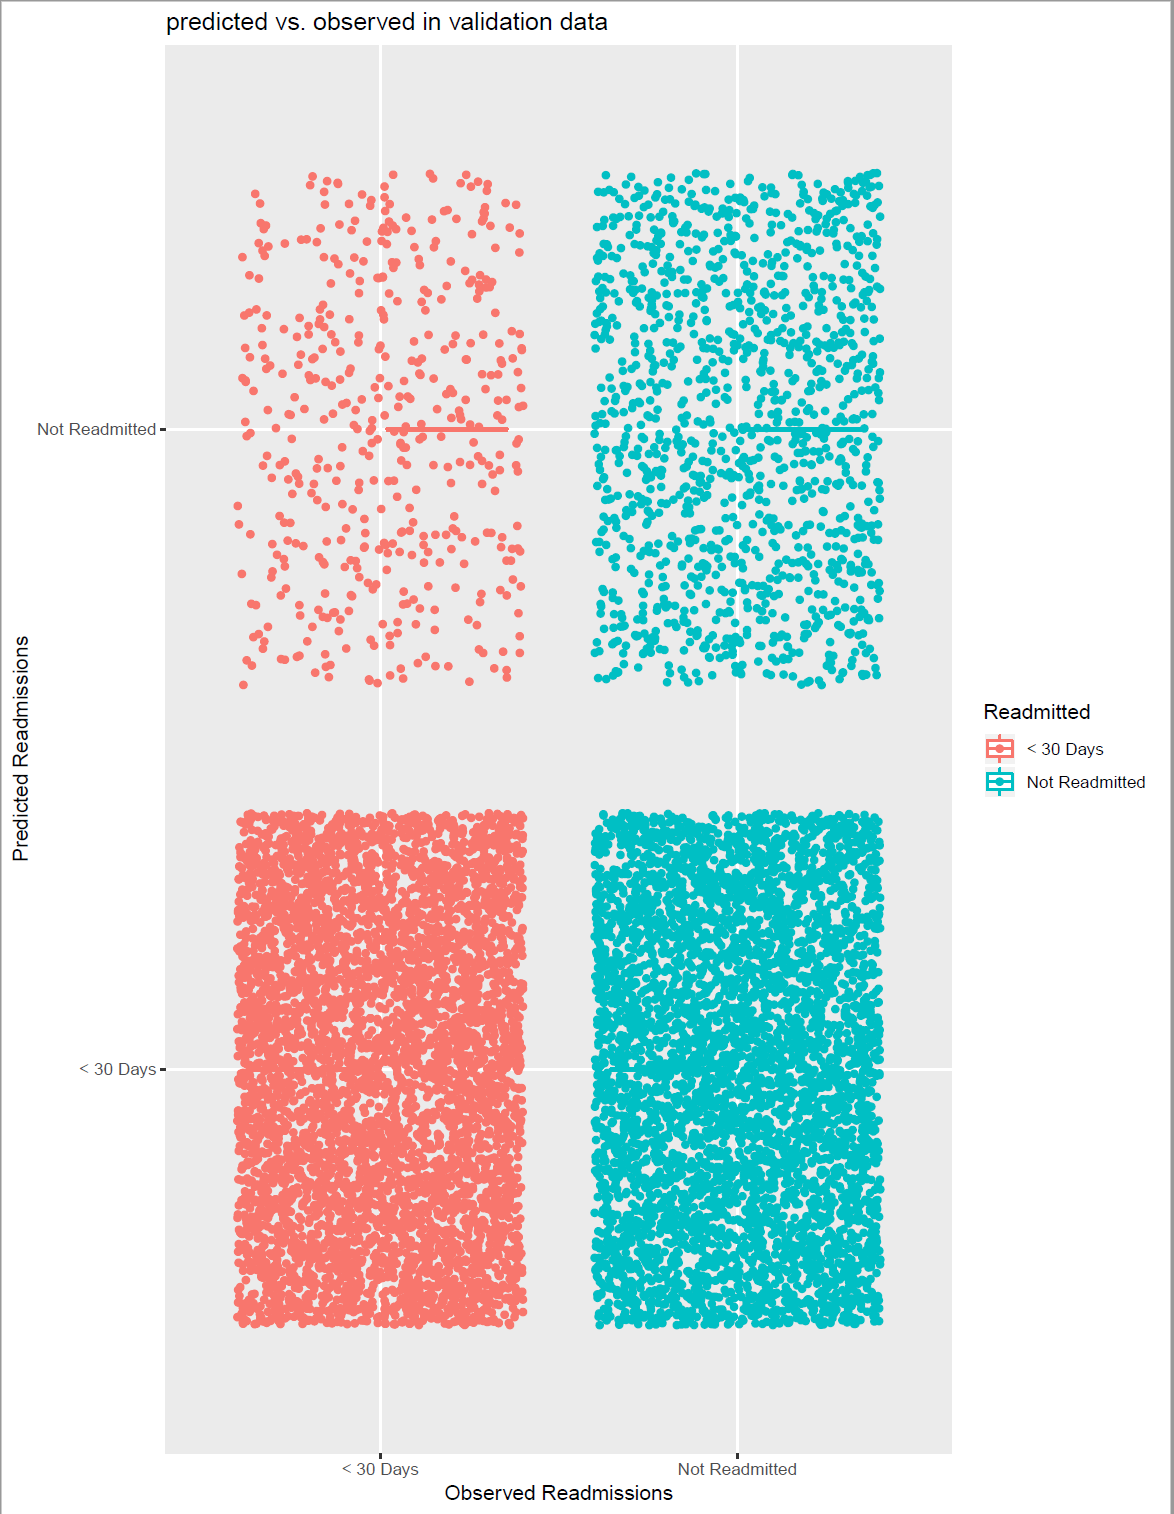 predicted vs. observed in validation data
Predicted Readmissions
Not Readmitted
< 30 Days
< 30 Days
Not Readmitted
Observed Readmissions
Readmitted
< 30 Days
Not Readmitted